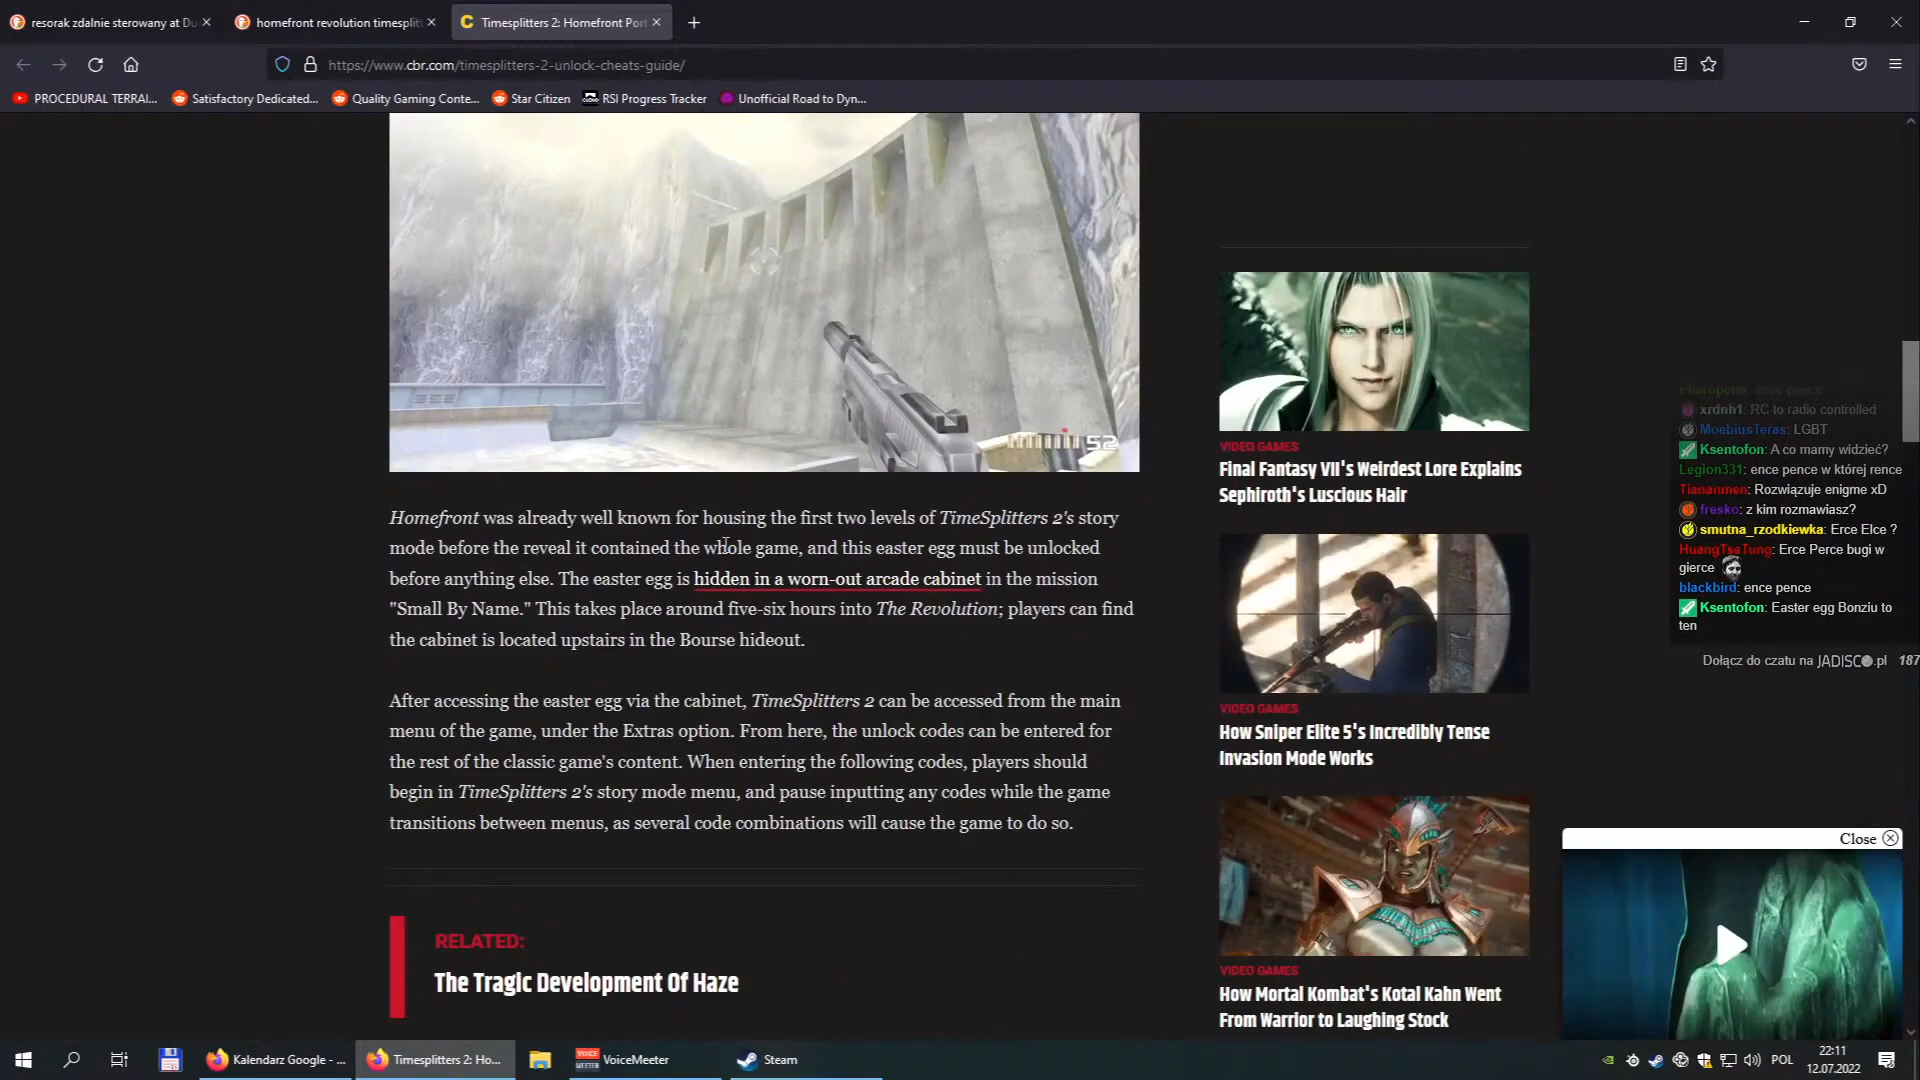 resorak zdalnie sterowany at Du
homefront revolution timesplit
Timesplitters 2: Homefront Port
https://www.cbr.com/timesplitters-2-unlock-cheats-guide/
PROCEDURAL TERRAI...
Satisfactory Dedicated...
Quality Gaming Conte...
Star Citizen
RSI Progress Tracker
Unofficial Road to Dyn...
52
Homefront was already well known for housing the first two levels of TimeSplitters 2's story
mode before the reveal it contained the whole game, and this easter egg must be unlocked
before anything else. The easter egg is hidden in a worn-out arcade cabinet in the mission
"Small By Name." This takes place around five-six hours into The Revolution; players can find
the cabinet is located upstairs in the Bourse hideout.
After accessing the easter egg via the cabinet, TimeSplitters 2 can be accessed from the main
menu of the game, under the Extras option. From here, the unlock codes can be entered for
the rest of the classic game's content. When entering the following codes, players should
begin in TimeSplitters 2's story mode menu, and pause inputting any codes while the game
transitions between menus, as several code combinations will cause the game to do so.
RELATED:
The Tragic Development Of Haze
VIDEO GAMES
Final Fantasy VII's Weirdest Lore Explains
Sephiroth's Luscious Hair
VIDEO GAMES
How Sniper Elite 5's Incredibly Tense
Invasion Mode Works
VIDEO GAMES
How Mortal Kombat's Kotal Kahn Went
From Warrior to Laughing Stock
ence pence
xrdnh1: RC to radio controlled
MoebiusTeras: LGBT
Ksentofon: A co mamy widzieć?
Legion331: ence pence w której rence
Tiananmen: Rozwiązuje enigme xD
fresko: z kim rozmawiasz?
smutna_rzodkiewka: Erce Elce ?
HuangTseTung: Erce Perce bugi w
gierce
blackbird: ence pence
Ksentofon: Easter egg Bonziu to
ten
Dołącz do czatu na JADISCO.pl 187
Close
Kalendarz Google - ...
Timesplitters 2: Ho...
VOICE MEETER
VoiceMeeter
Steam
POL
22:11
12.07.2022